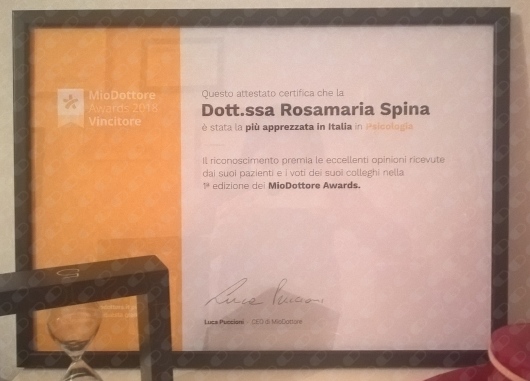 MioDottore
Awards 2018
Vincitore
Questo attestato certifica che la
Dott.ssa Rosamaria Spina
è stata la più apprezzata in Italia in Psicologia
Il riconoscimento premia le eccellenti opinioni ricevute
dai suoi pazienti e i voti dei suoi colleghi nella
1ª edizione dei MioDottore Awards.
Luca Puccioni - CEO di MioDottore